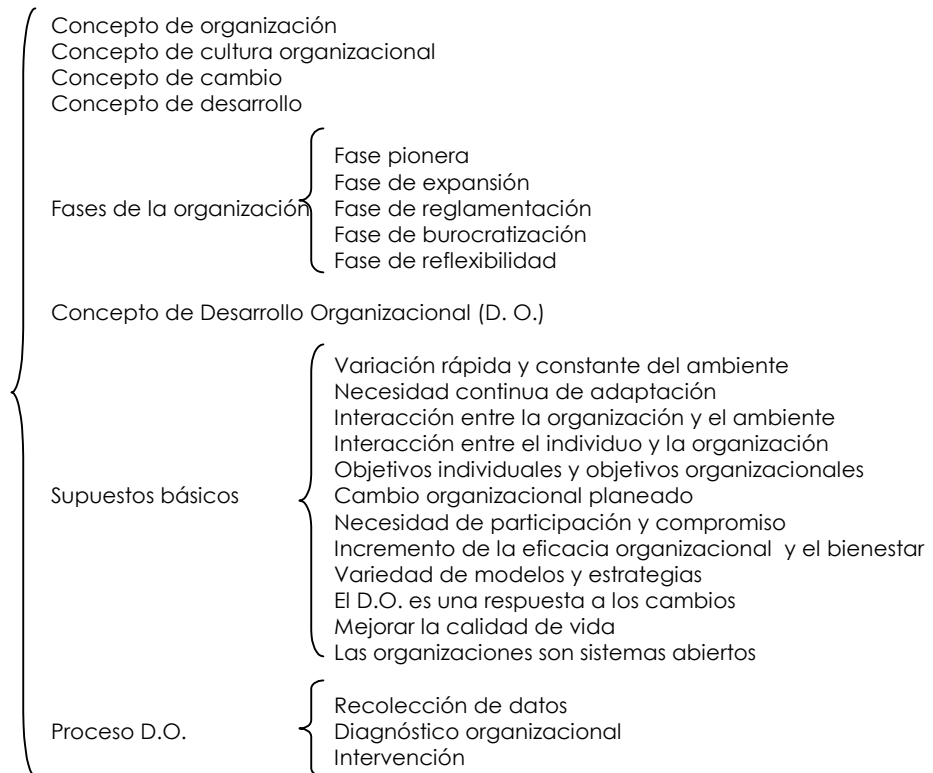 Concepto de organización
Concepto de cultura organizacional
Concepto de cambio
Concepto de desarrollo
Fases de la organización
Fase pionera
Fase de expansión
Fase de reglamentación
Fase de burocratización
Fase de reflexibilidad
Concepto de Desarrollo Organizacional (D. O.)
Supuestos básicos
Variación rápida y constante del ambiente
Necesidad continua de adaptación
Interacción entre la organización y el ambiente
Interacción entre el individuo y la organización
Objetivos individuales y objetivos organizacionales
Cambio organizacional planeado
Necesidad de participación y compromiso
Incremento de la eficacia organizacional y el bienestar
Variedad de modelos y estrategias
El D.O. es una respuesta a los cambios
Mejorar la calidad de vida
Las organizaciones son sistemas abiertos
Proceso D.O.
Recolección de datos
Diagnóstico organizacional
Intervención